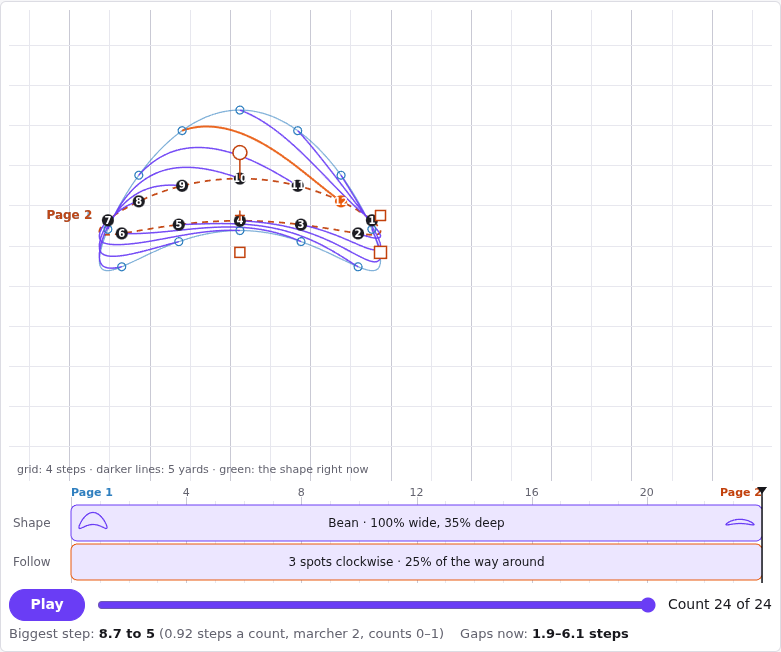 10
11
12
9
8
Page 2
7
6
5
4
3
2
1
grid: 4 steps · darker lines: 5 yards · green: the shape right now
Page 1 4 8 12 16 20 Page 2
Shape Bean · 100% wide, 35% deep
Follow 3 spots clockwise · 25% of the way around
Play Count 24 of 24
Biggest step: 8.7 to 5 (0.92 steps a count, marcher 2, counts 0–1) Gaps now: 1.9–6.1 steps